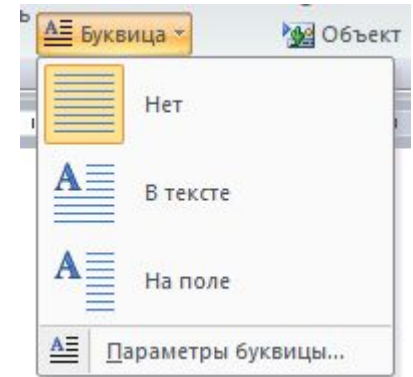 Буквица
Объект
Нет
В тексте
На поле
Параметры буквицы...